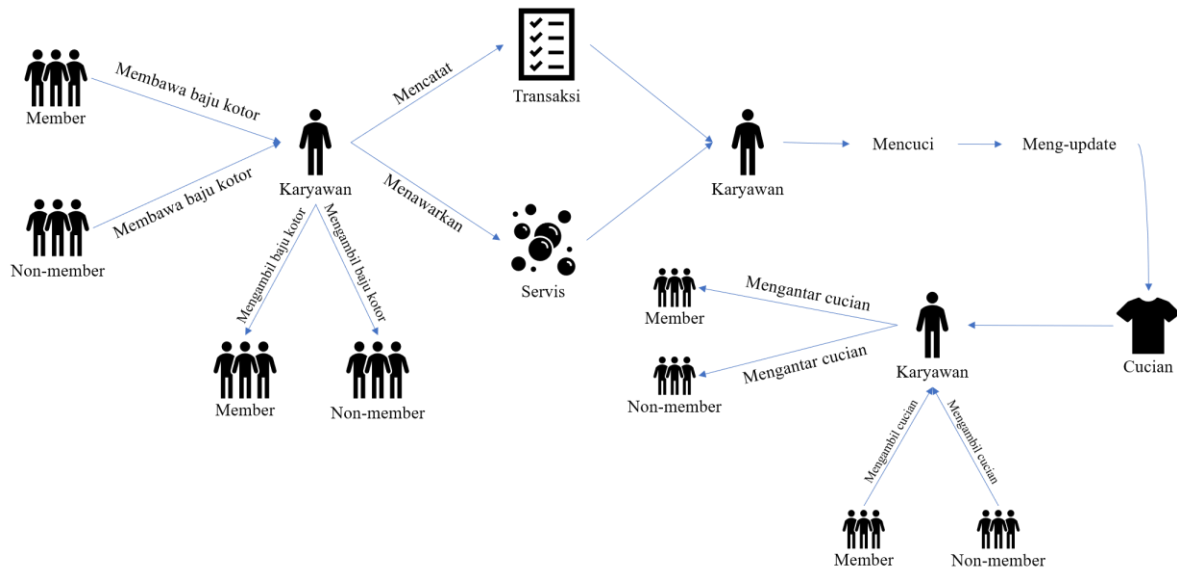 Member
Membawa baju kotor
Non-member
Membawa baju kotor
Karyawan
Mencatat
Transaksi
Menawarkan
Servis
Mengambil baju kotor
Mengambil baju kotor
Member
Non-member
Karyawan
Mencuci
Meng-update
Cucian
Karyawan
Mengantar cucian
Member
Mengantar cucian
Non-member
Mengambil cucian
Mengambil cucian
Member
Non-member